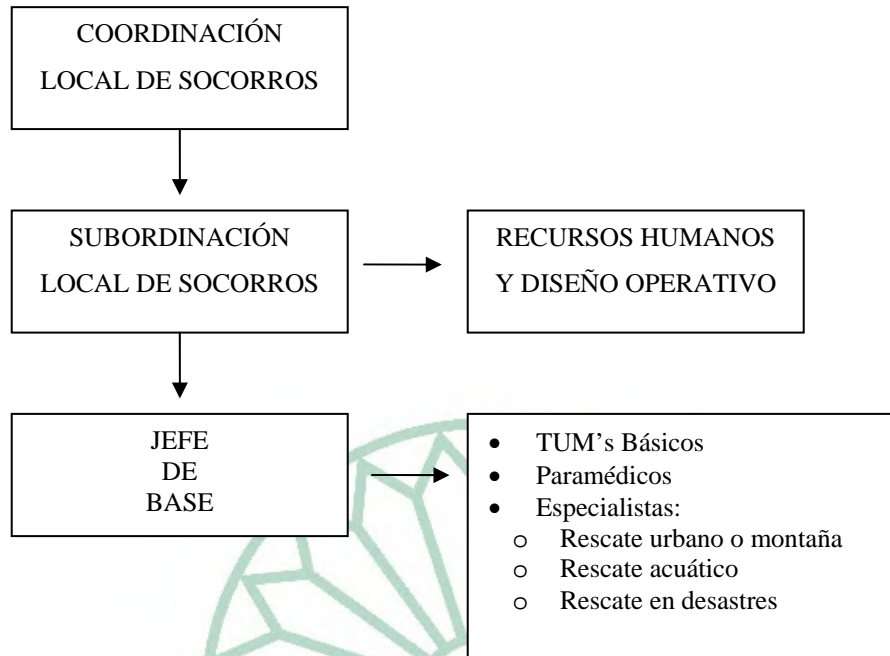 COORDINACIÓN
LOCAL DE SOCORROS
SUBORDINACIÓN
LOCAL DE SOCORROS
RECURSOS HUMANOS
Y DISEÑO OPERATIVO
JEFE
DE
BASE
• TUM’s Básicos
• Paramédicos
• Especialistas:
o Rescate urbano o montaña
o Rescate acuático
o Rescate en desastres